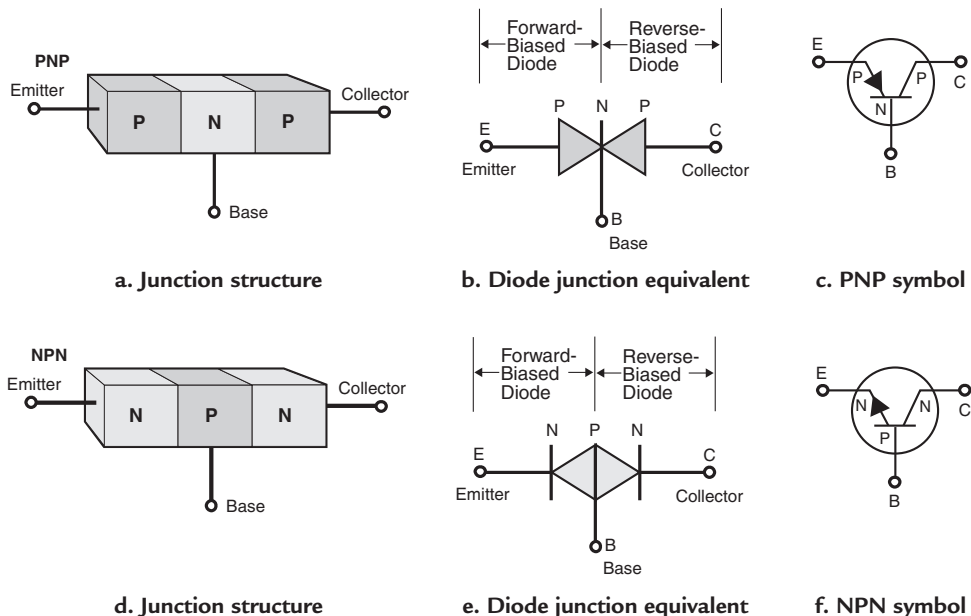 PNP
Emitter
P
N
P
Collector
Base
a. Junction structure
Forward-
Biased
Diode
Reverse-
Biased
Diode
P
N
P
E
C
Emitter
Collector
B
Base
b. Diode junction equivalent
E
P
P
C
N
B
c. PNP symbol
NPN
Emitter
N
P
N
Collector
Base
d. Junction structure
Forward-
Biased
Diode
Reverse-
Biased
Diode
N
P
N
E
C
Emitter
Collector
B
Base
e. Diode junction equivalent
E
N
N
C
P
B
f. NPN symbol